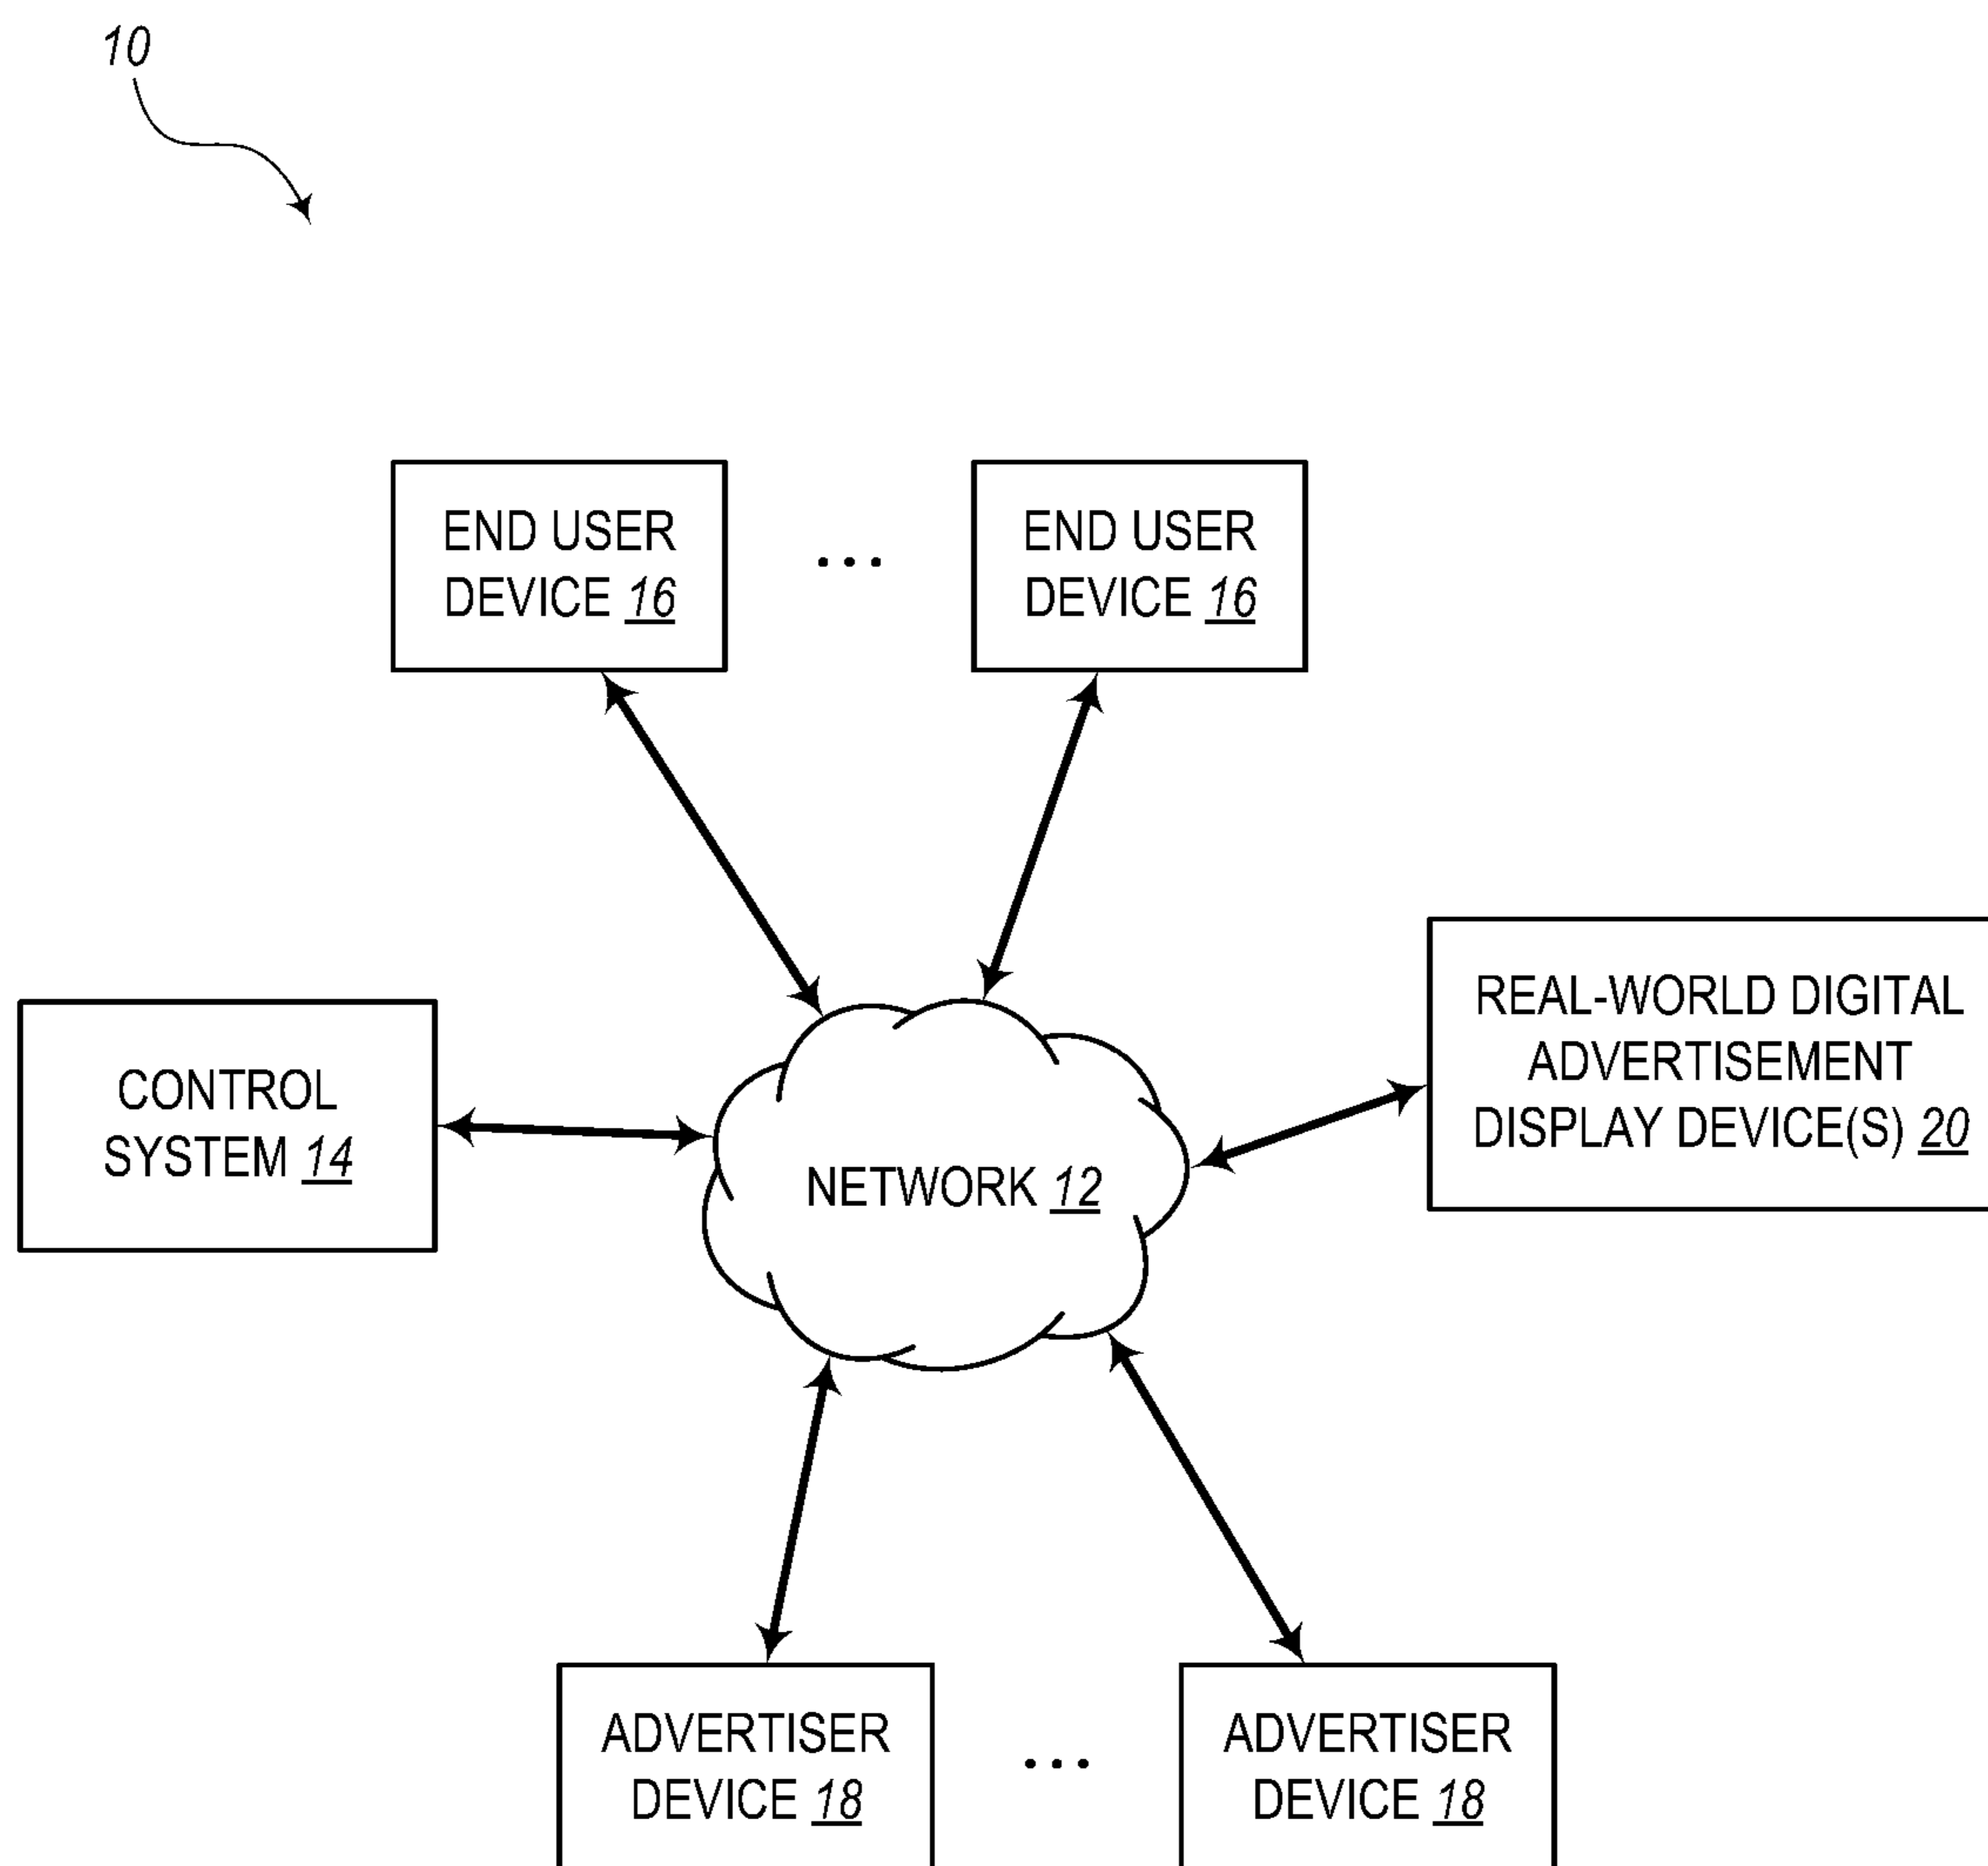 10
END USER
DEVICE 16
...
END USER
DEVICE 16
CONTROL
SYSTEM 14
NETWORK 12
REAL-WORLD DIGITAL
ADVERTISEMENT
DISPLAY DEVICE(S) 20
ADVERTISER
DEVICE 18
...
ADVERTISER
DEVICE 18